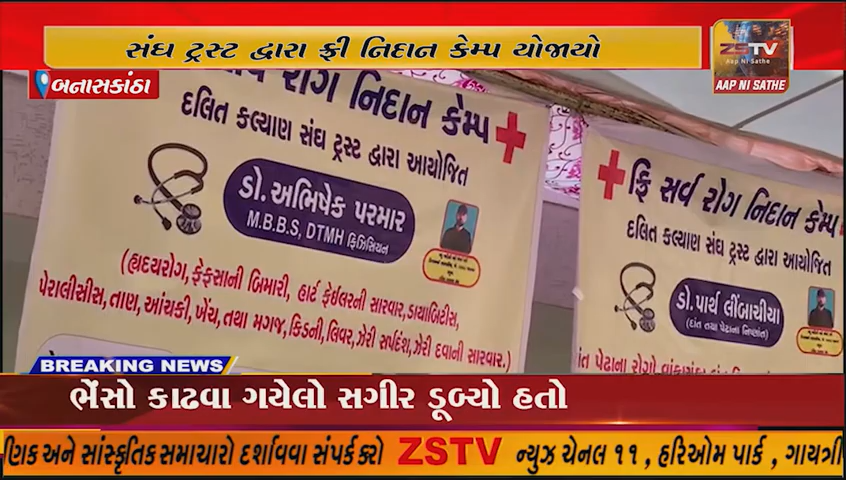 સંઘ ટ્રસ્ટ દ્વારા ફ્રી નિદાન કેમ્પ યોજાયો
ZSTV
Aap Ni Sathe
AAP NI SATHE
બનાસકાંઠા
રોગ નિદાન કેમ્પ
દલિત કલ્યાણ સંઘ ટ્રસ્ટ દ્વારા આયોજિત
ડો. અભિષેક પરમાર
M.B.B.S, DTMH ફિઝિસિયન
(હ્યદયરોગ, ફેફસાની બિમારી, હાર્ટ ફેઈલરની સારવાર, ડાયાબિટીસ,
પેરાલીસીસ, તાણ, આંચકી, ખેંચ, તથા મગજ, કિડની, લિવર, ઝેરી સર્પદંશ, ઝેરી દવાની સારવાર.)
ફ્રિ સર્વ રોગ નિદાન કેમ્પ
દલિત કલ્યાણ સંઘ ટ્રસ્ટ દ્વારા આયોજિત
ડો. પાર્થ લીંબાચીયા
(દાંત તથા પેઢાના નિષ્ણાંત)
પેઢાના રોગો
BREAKING NEWS
ભેંસો કાઢવા ગયેલો સગીર ડૂબ્યો હતો
ણિક અને સાંસ્કૃતિક સમાચારો દર્શાવવા સંપર્ક કરો ZSTV ન્યુઝ ચેનલ ૧૧ , હરિઓમ પાર્ક , ગાયત્રી